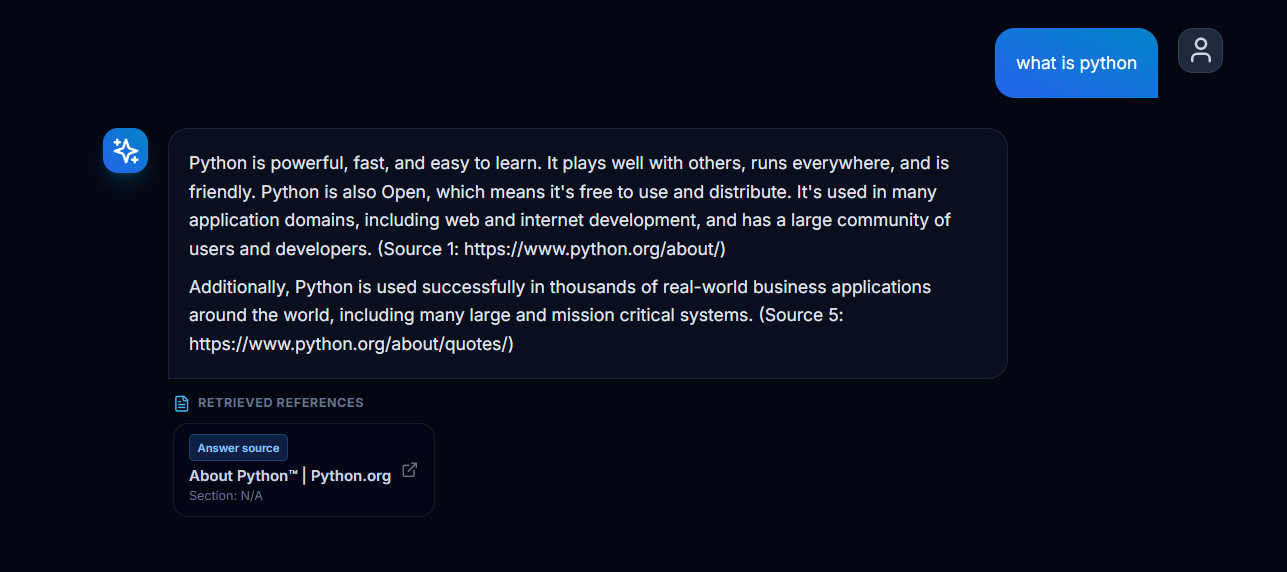 what is python
Python is powerful, fast, and easy to learn. It plays well with others, runs everywhere, and is
friendly. Python is also Open, which means it's free to use and distribute. It's used in many
application domains, including web and internet development, and has a large community of
users and developers. (Source 1: https://www.python.org/about/)
Additionally, Python is used successfully in thousands of real-world business applications
around the world, including many large and mission critical systems. (Source 5:
https://www.python.org/about/quotes/)
RETRIEVED REFERENCES
Answer source
About Python™ | Python.org
Section: N/A